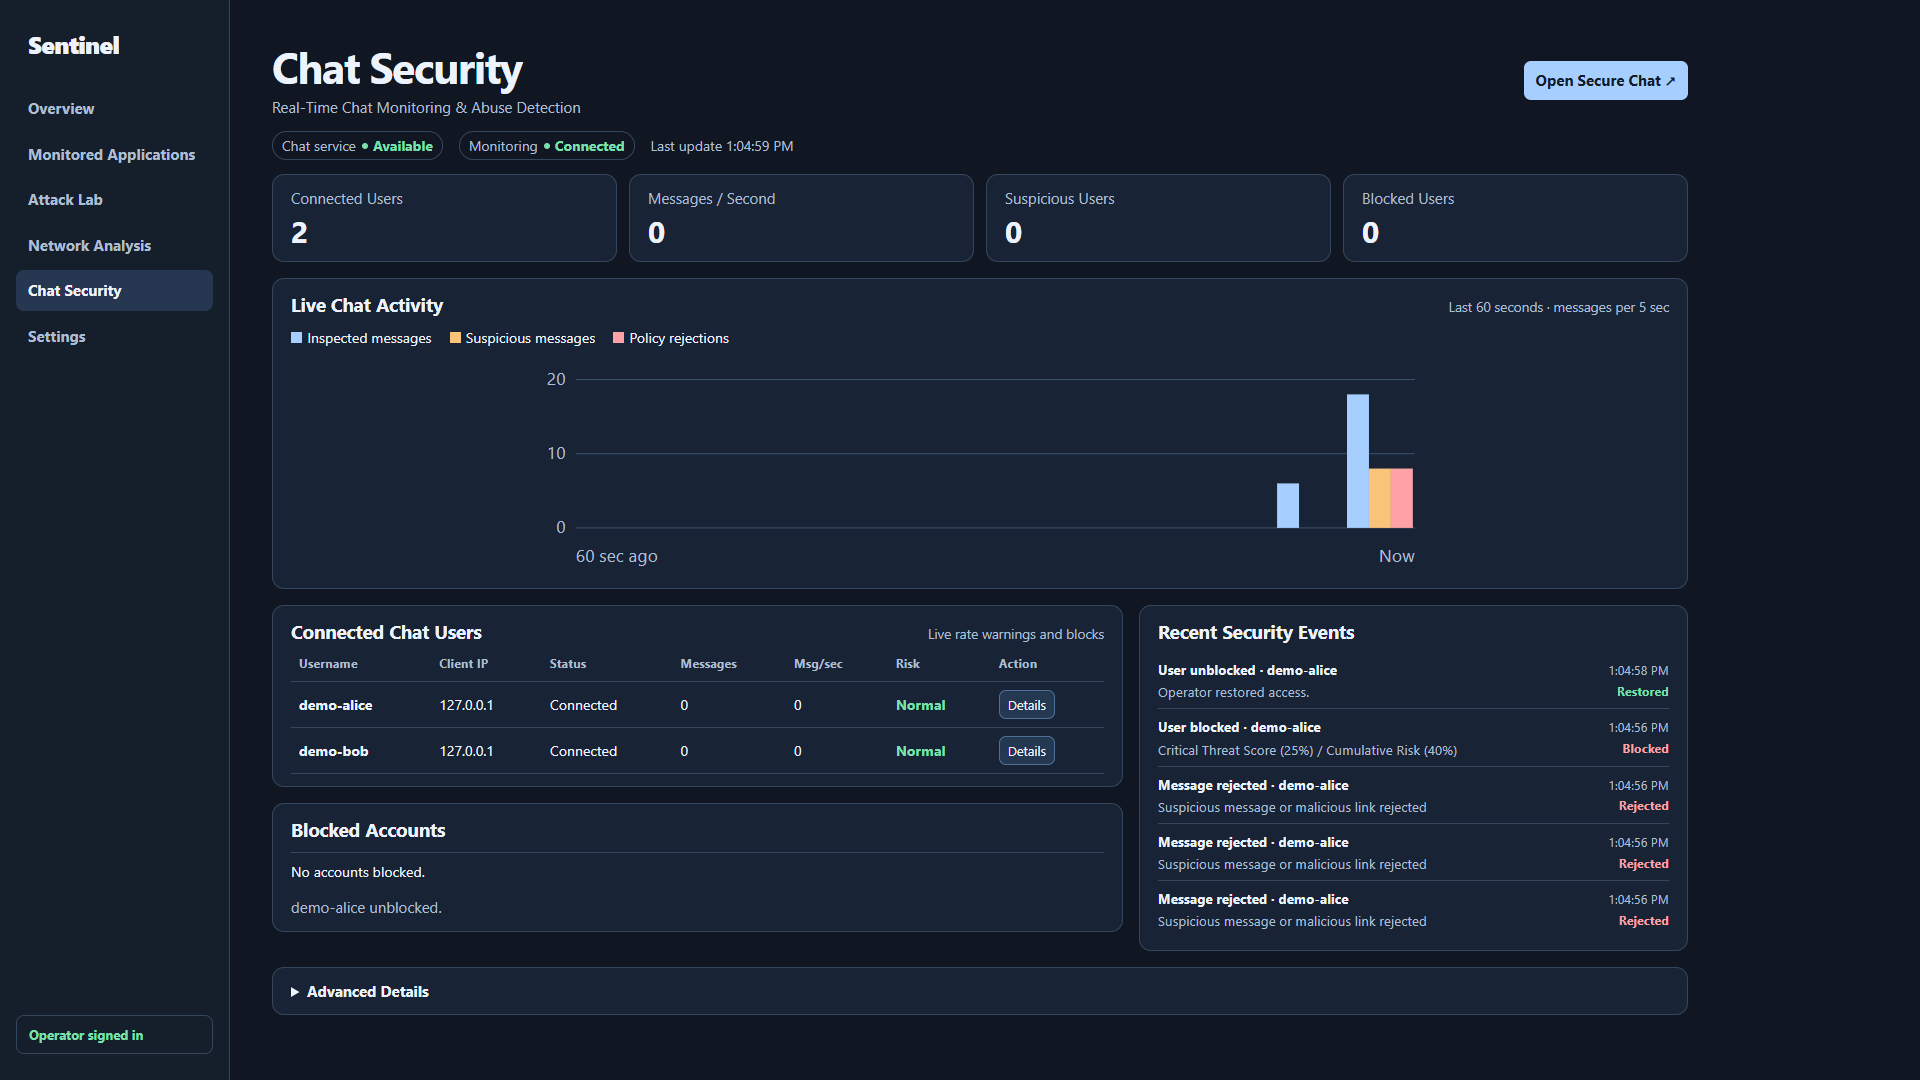 Sentinel
Overview
Monitored Applications
Attack Lab
Network Analysis
Chat Security
Settings
Operator signed in
Chat Security
Real-Time Chat Monitoring & Abuse Detection
Open Secure Chat ↗
Chat service • Available
Monitoring • Connected
Last update 1:04:59 PM
Connected Users
2
Messages / Second
0
Suspicious Users
0
Blocked Users
0
Live Chat Activity
Last 60 seconds · messages per 5 sec
Inspected messages
Suspicious messages
Policy rejections
20
10
0
60 sec ago
Now
Connected Chat Users
Live rate warnings and blocks
Username Client IP Status Messages Msg/sec Risk Action
demo-alice 127.0.0.1 Connected 0 0 Normal Details
demo-bob 127.0.0.1 Connected 0 0 Normal Details
Blocked Accounts
No accounts blocked.
demo-alice unblocked.
Recent Security Events
User unblocked · demo-alice 1:04:58 PM
Operator restored access. Restored
User blocked · demo-alice 1:04:56 PM
Critical Threat Score (25%) / Cumulative Risk (40%) Blocked
Message rejected · demo-alice 1:04:56 PM
Suspicious message or malicious link rejected Rejected
Message rejected · demo-alice 1:04:56 PM
Suspicious message or malicious link rejected Rejected
Message rejected · demo-alice 1:04:56 PM
Suspicious message or malicious link rejected Rejected
▶ Advanced Details